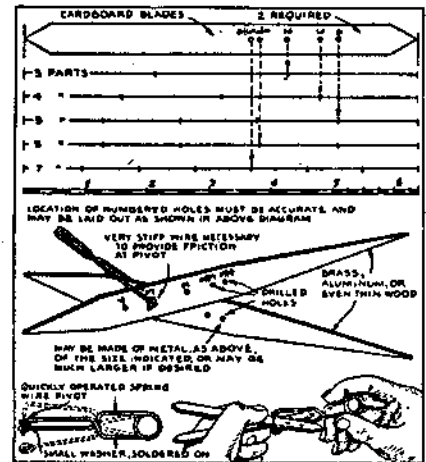 CARDBOARD BLADES 2 REQUIRED
3 PARTS
4 "
5 "
6 "
7 "
1 2 3 4 5 6
LOCATION OF NUMBERED HOLES MUST BE ACCURATE AND
MAY BE LAID OUT AS SHOWN IN ABOVE DIAGRAM
VERY STIFF WIRE NECESSARY
TO PROVIDE FRICTION
AT PIVOT
DRILLED
HOLES
BRASS,
ALUMINUM, OR
EVEN THIN WOOD
MAY BE MADE OF METAL, AS ABOVE,
OF THE SIZE INDICATED, OR MAY BE
MUCH LARGER IF DESIRED
QUICKLY OPERATED SPRING
WIRE PIVOT
SMALL WASHER, SOLDERED ON